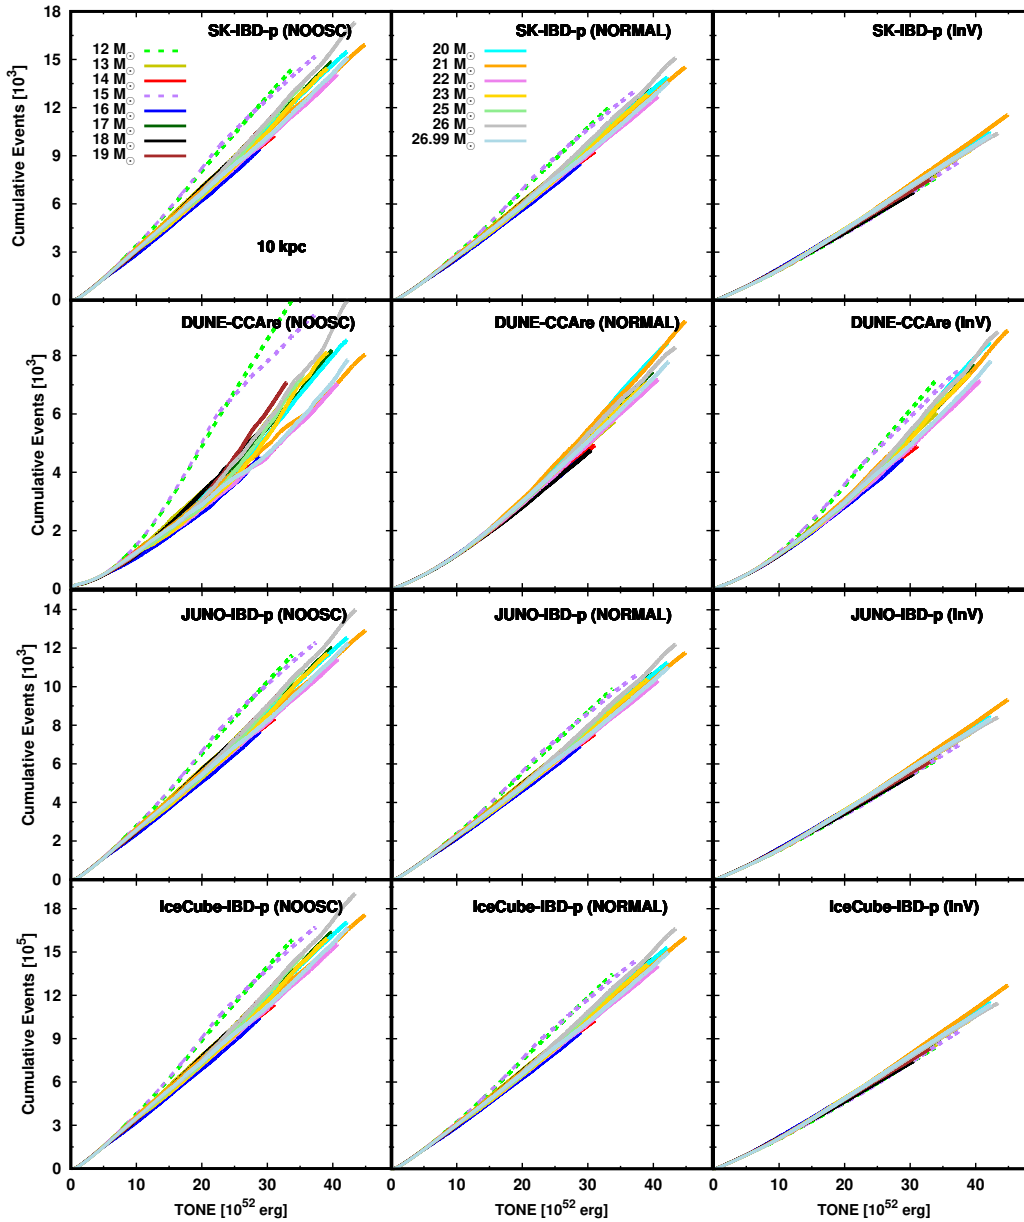 SK-IBD-p (NOOSC)
SK-IBD-p (NORMAL)
SK-IBD-p (InV)
Cumulative Events [10³]
18
15
12
9
6
3
0
12 M☉
13 M☉
14 M☉
15 M☉
16 M☉
17 M☉
18 M☉
19 M☉
20 M☉
21 M☉
22 M☉
23 M☉
25 M☉
26 M☉
26.99 M☉
10 kpc
DUNE-CCAre (NOOSC)
DUNE-CCAre (NORMAL)
DUNE-CCAre (InV)
Cumulative Events [10³]
8
6
4
2
0
JUNO-IBD-p (NOOSC)
JUNO-IBD-p (NORMAL)
JUNO-IBD-p (InV)
Cumulative Events [10³]
14
12
10
8
6
4
2
0
IceCube-IBD-p (NOOSC)
IceCube-IBD-p (NORMAL)
IceCube-IBD-p (InV)
Cumulative Events [10⁵]
18
15
12
9
6
3
0
0 10 20 30 40 0 10 20 30 40 0 10 20 30 40
TONE [10⁵² erg] TONE [10⁵² erg] TONE [10⁵² erg]